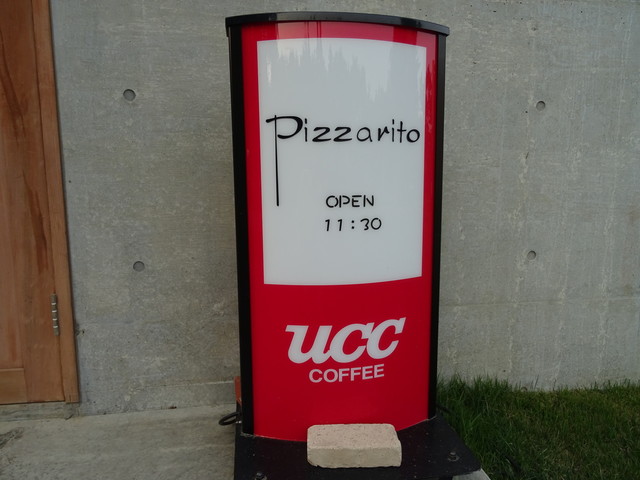 Pizzarito
OPEN
11:30
UCC
COFFEE